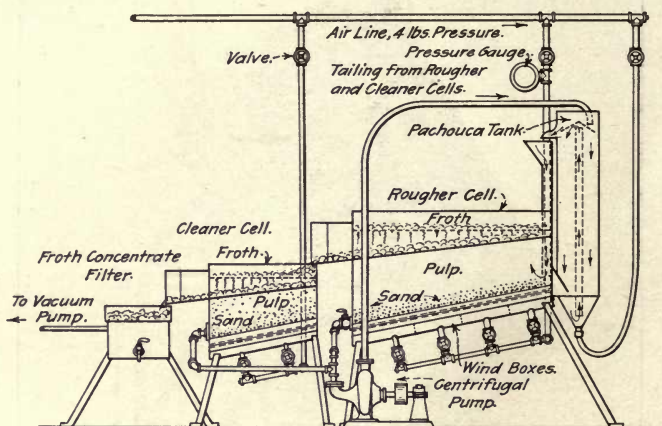 Air Line, 4 lbs. Pressure.
Valve.
Pressure Gauge.
Tailing from Rougher
and Cleaner Cells.
Pachouca Tank
Rougher Cell.
Froth
Cleaner Cell.
Froth.
Froth Concentrate
Filter.
Pulp.
To Vacuum
Pump.
Pulp
Sand
Sand
Wind Boxes.
Centrifugal
Pump.